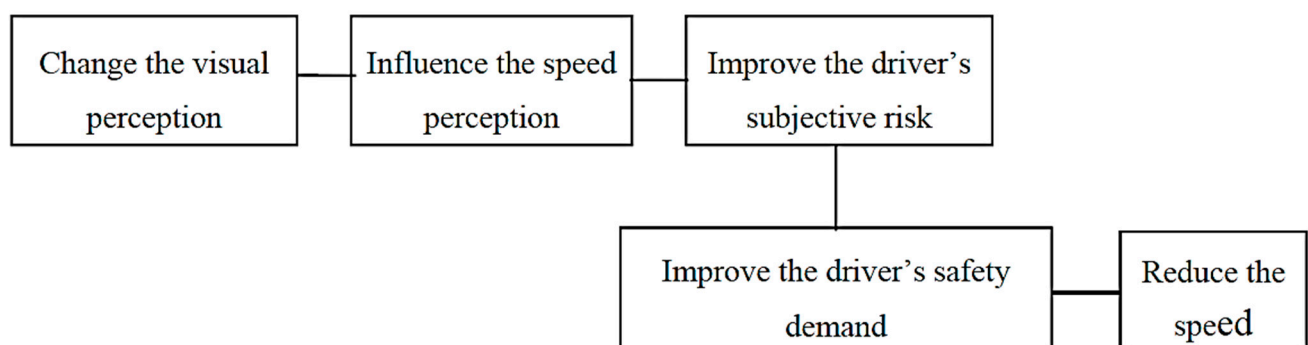 Change the visual
perception
Influence the speed
perception
Improve the driver’s
subjective risk
Improve the driver’s safety
demand
Reduce the
speed